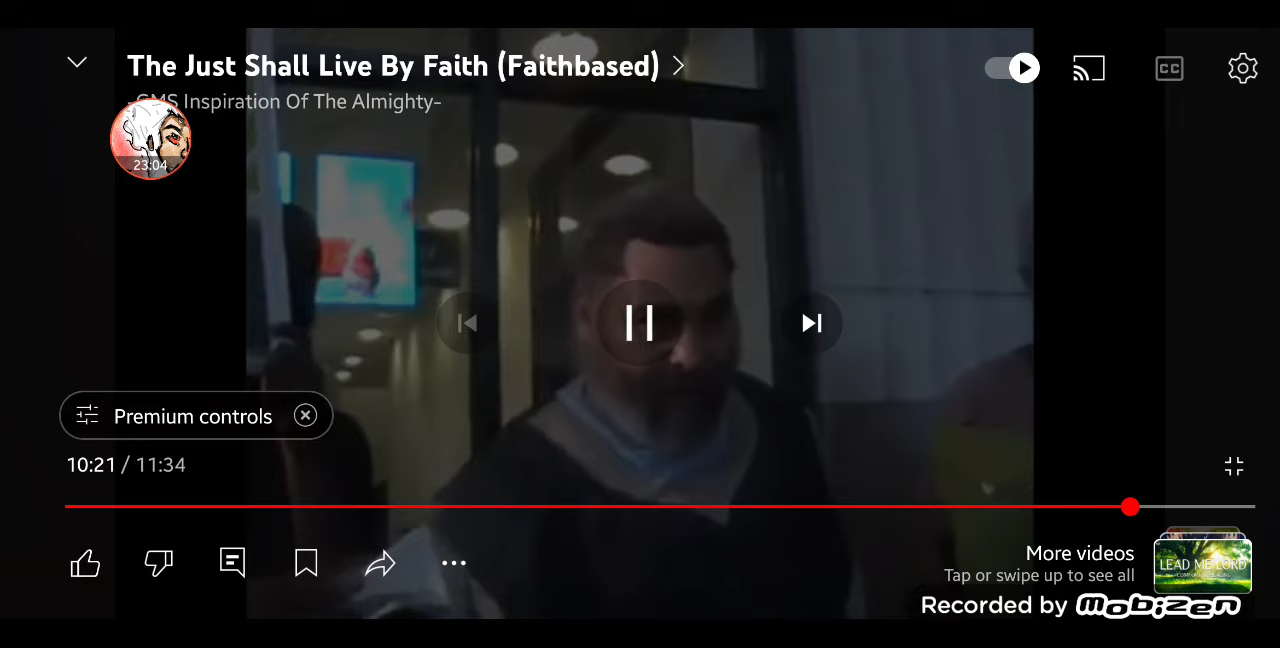 The Just Shall Live By Faith (Faithbased)
-GMS Inspiration Of The Almighty-
23:04
CC
Premium controls
10:21 / 11:34
More videos
Tap or swipe up to see all
LEAD ME LORD
Recorded by Mobizen